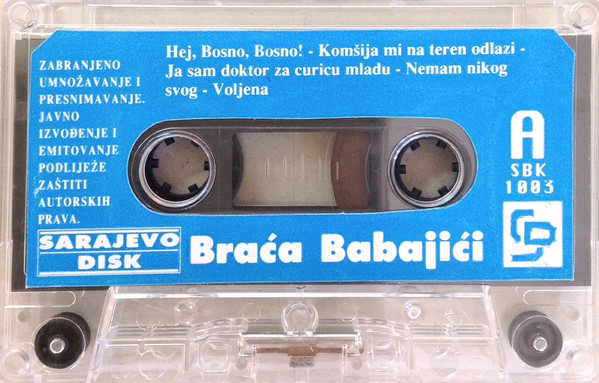 Hej, Bosno, Bosno! - Komšija mi na teren odlazi -
Ja sam doktor za curicu mladu - Nemam nikog
svog - Voljena
ZABRANJENO
UMNOŽAVANJE I
PRESNIMAVANJE.
JAVNO
IZVOĐENJE I
EMITOVANJE
PODLIJEŽE
ZAŠTITI
AUTORSKIH
PRAVA.
A
SBK
1003
SARAJEVO
DISK
Braća Babajići